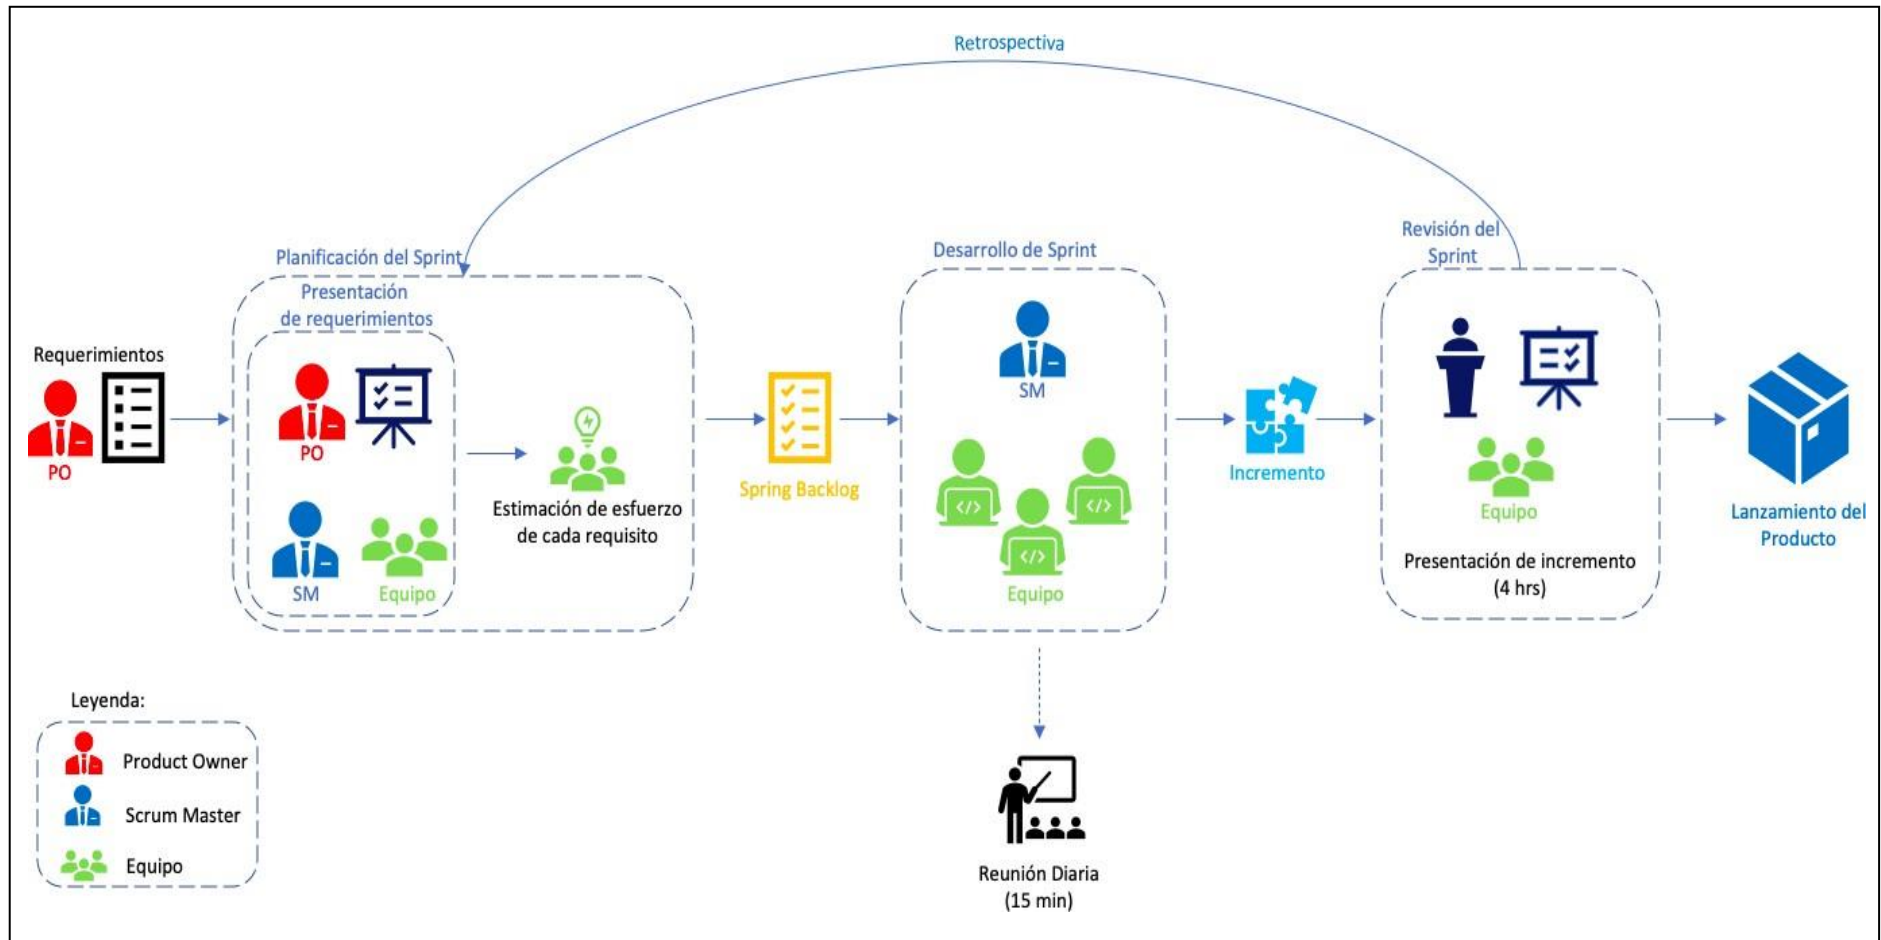 Retrospectiva
Planificación del Sprint
Presentación
de requerimientos
Requerimientos
PO
PO
SM
Equipo
Estimación de esfuerzo
de cada requisito
Spring Backlog
Desarrollo de Sprint
SM
Equipo
Incremento
Revisión del
Sprint
Equipo
Presentación de incremento
(4 hrs)
Lanzamiento del
Producto
Reunión Diaria
(15 min)
Leyenda:
Product Owner
Scrum Master
Equipo